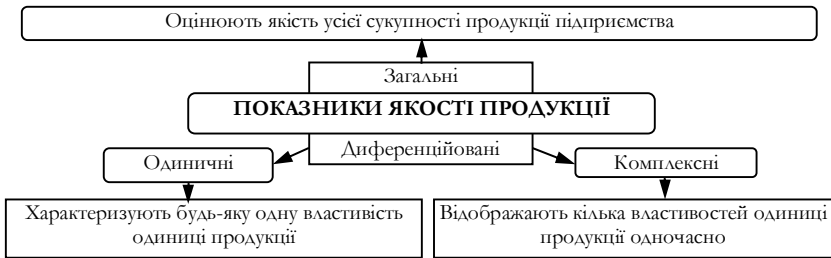 Оцінюють якість усієї сукупності продукції підприємства
Загальні
ПОКАЗНИКИ ЯКОСТІ ПРОДУКЦІЇ
Диференційовані
Одиничні
Комплексні
Характеризують будь-яку одну властивість
одиниці продукції
Відображають кілька властивостей одиниці
продукції одночасно